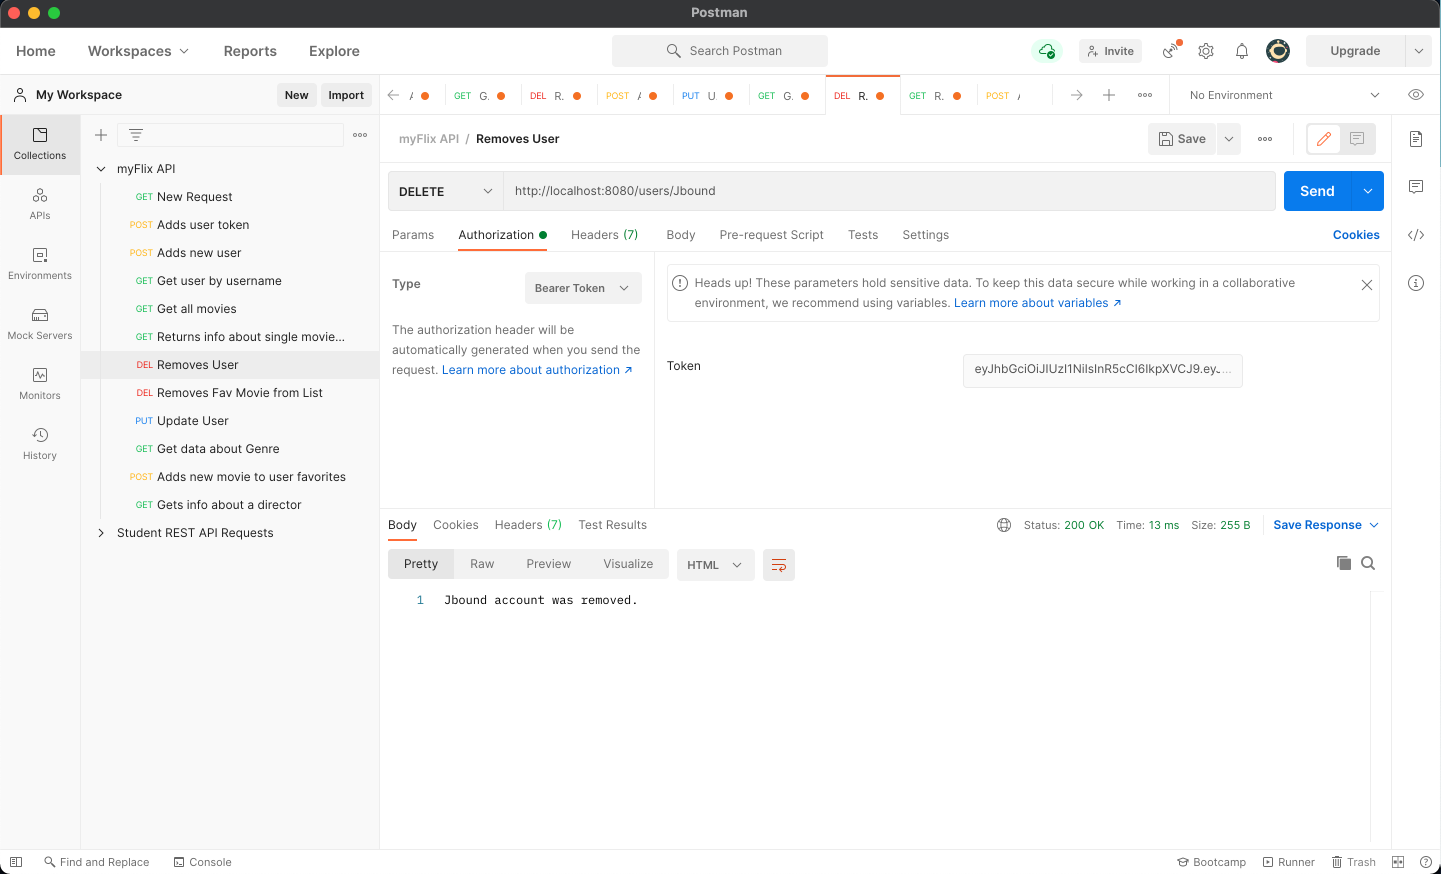 Postman
Home
Workspaces
Reports
Explore
Search Postman
Invite
Upgrade
My Workspace
New
Import
GET G.
DEL R.
POST
PUT U
GET G.
DEL R.
GET R.
POST
No Environment
Collections
APIs
Environments
Mock Servers
Monitors
History
myFlix API
GET New Request
POST Adds user token
POST Adds new user
GET Get user by username
GET Get all movies
GET Returns info about single movie...
DEL Removes User
DEL Removes Fav Movie from List
PUT Update User
GET Get data about Genre
POST Adds new movie to user favorites
GET Gets info about a director
Student REST API Requests
myFlix API / Removes User
Save
DELETE
http://localhost:8080/users/Jbound
Send
Params
Authorization
Headers (7)
Body
Pre-request Script
Tests
Settings
Cookies
Type
Bearer Token
The authorization header will be
automatically generated when you send the
request. Learn more about authorization ↗
Heads up! These parameters hold sensitive data. To keep this data secure while working in a collaborative
environment, we recommend using variables. Learn more about variables ↗
Token
Body
Cookies
Headers (7)
Test Results
Status: 200 OK
Time: 13 ms
Size: 255 B
Save Response
Pretty
Raw
Preview
Visualize
HTML
1 Jbound account was removed.
Find and Replace
Console
Bootcamp
Runner
Trash